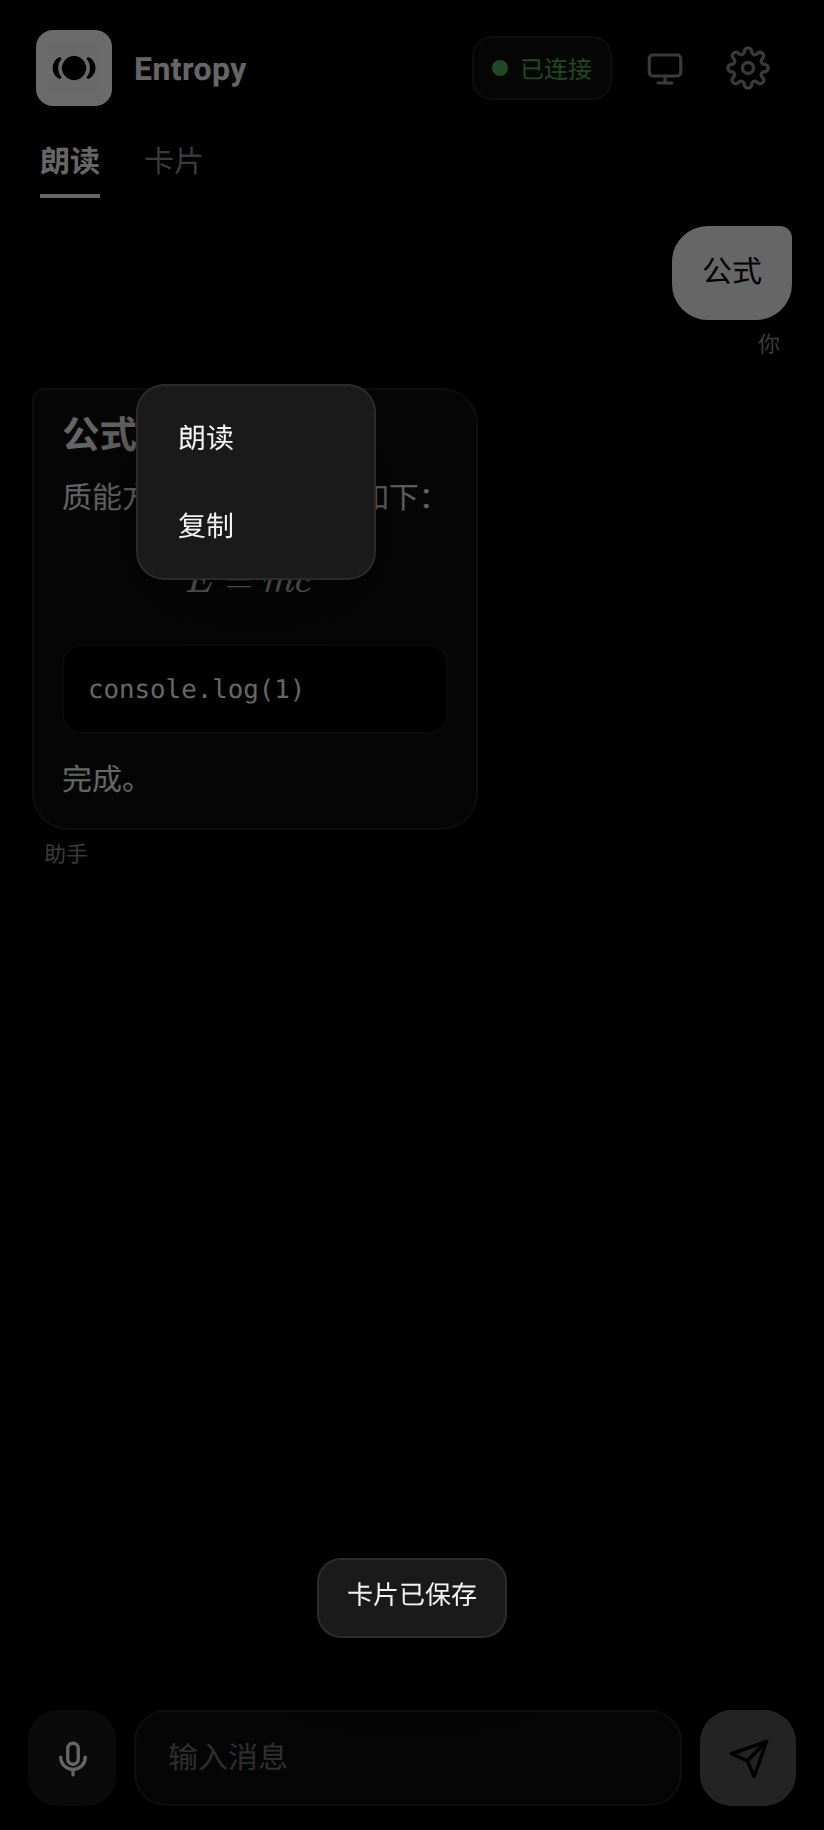 Entropy
已连接
朗读
卡片
公式
你
公式
朗读
质能
如下：
复制
E = mc
console.log(1)
完成。
助手
卡片已保存
输入消息